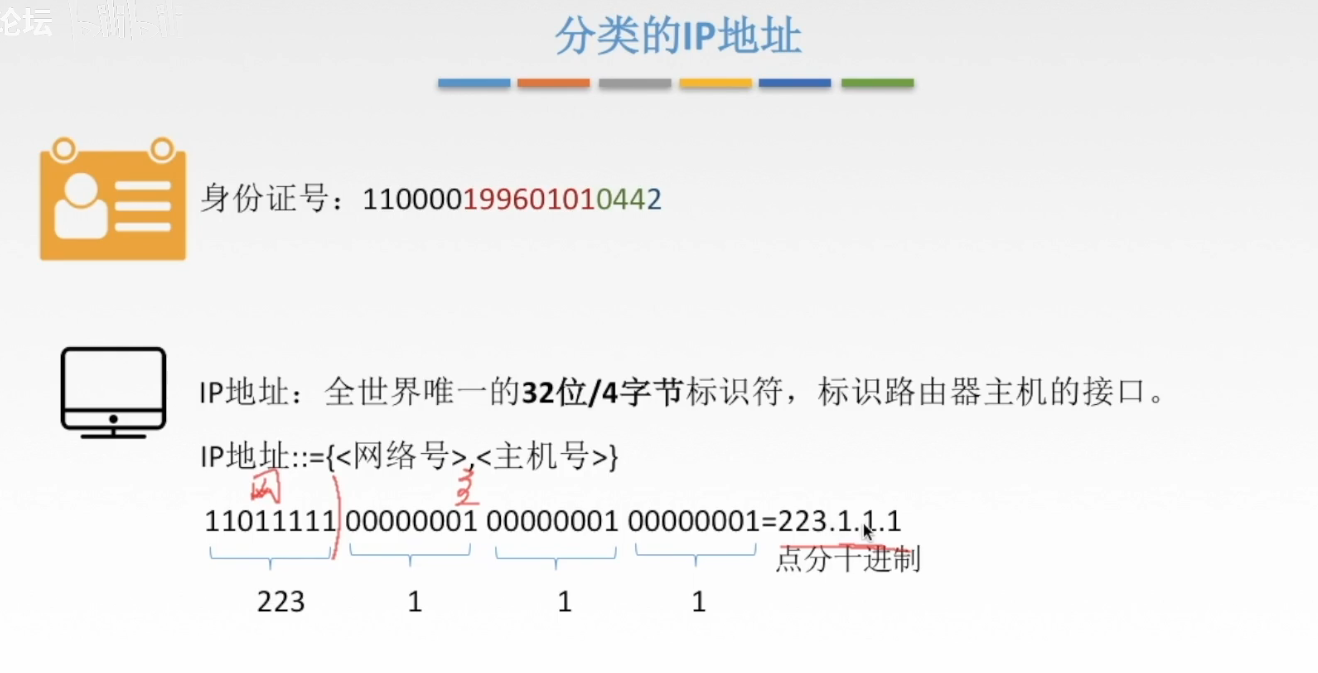 论坛
分类的IP地址
身份证号：110000199601010442
IP地址：全世界唯一的32位/4字节标识符，标识路由器主机的接口。
IP地址::={<网络号>,<主机号>}
网 主
11011111 00000001 00000001 00000001=223.1.1.1
点分十进制
223 1 1 1